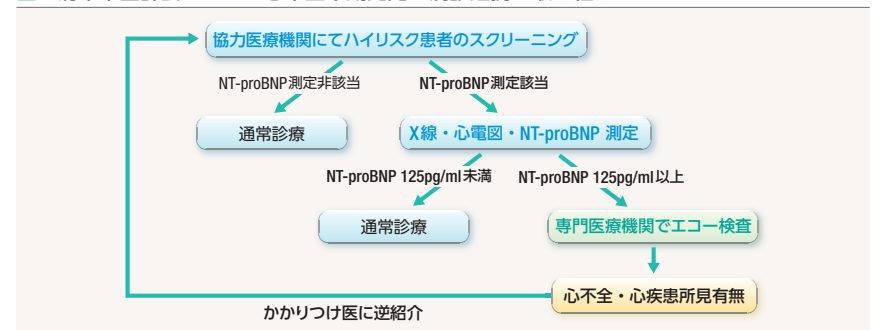 協力医療機関にてハイリスク患者のスクリーニング
NT-proBNP測定非該当
NT-proBNP測定該当
通常診療
X線・心電図・NT-proBNP 測定
NT-proBNP 125pg/ml未満
NT-proBNP 125pg/ml以上
通常診療
専門医療機関でエコー検査
心不全・心疾患所見有無
かかりつけ医に逆紹介